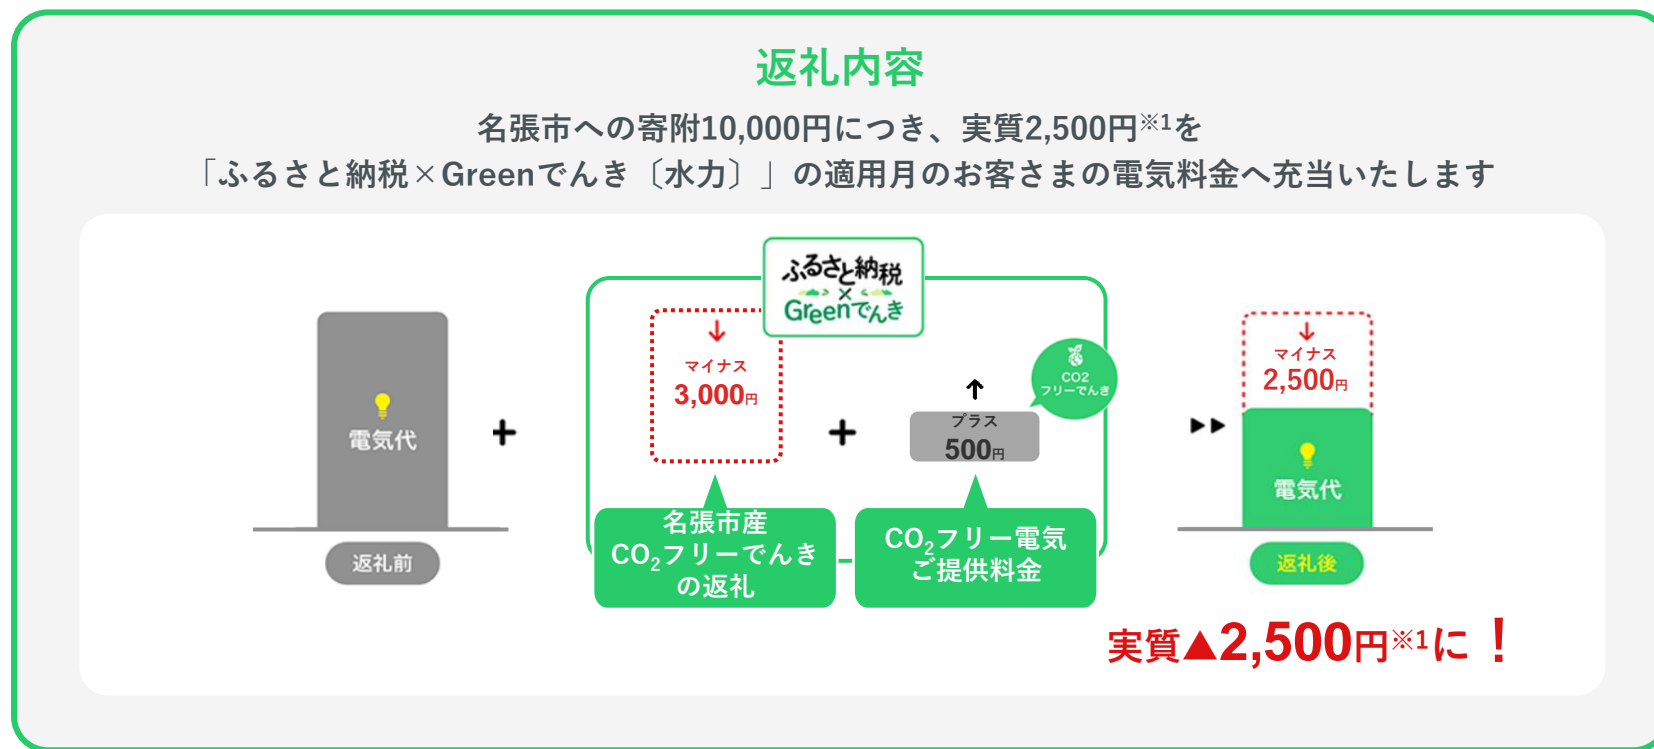 返礼内容
名張市への寄附10,000円につき、実質2,500円※1を
「ふるさと納税×Greenでんき〔水力〕」の適用月のお客さまの電気料金へ充当いたします
ふるさと納税
×
Greenでんき
電気代
返礼前
+
マイナス
3,000円
名張市産
CO₂フリーでんき
の返礼
+
CO2
フリーでんき
プラス
500円
CO₂フリー電気
ご提供料金
マイナス
2,500円
電気代
返礼後
実質▲2,500円※1に！